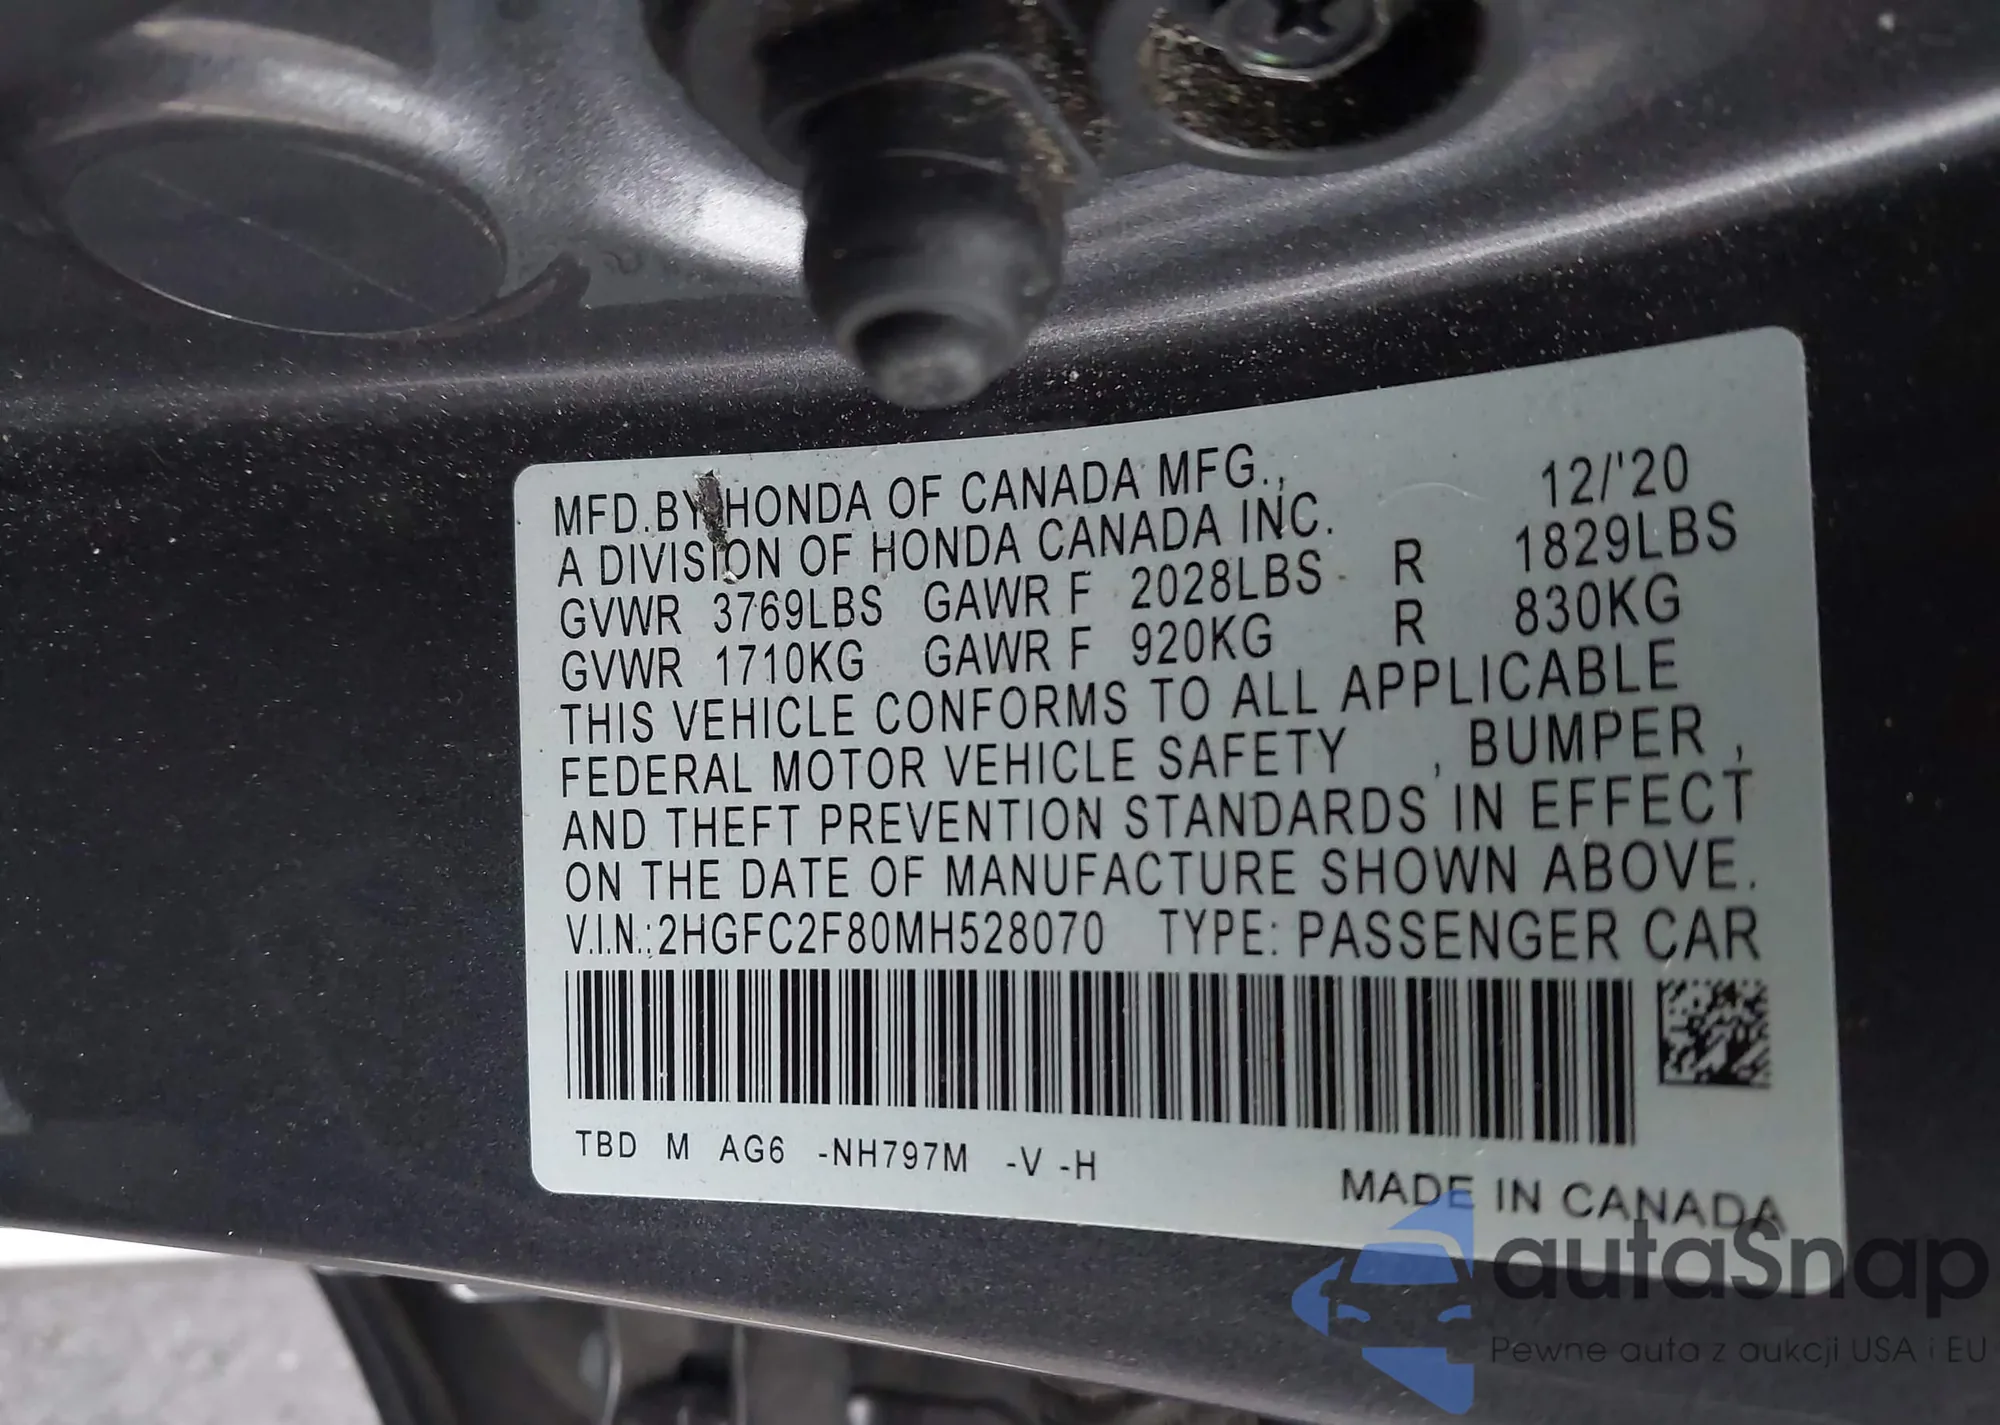 MFD.BY HONDA OF CANADA MFG., 12/'20
A DIVISION OF HONDA CANADA INC.
GVWR 3769LBS GAWR F 2028LBS R 1829LBS
GVWR 1710KG GAWR F 920KG R 830KG
THIS VEHICLE CONFORMS TO ALL APPLICABLE
FEDERAL MOTOR VEHICLE SAFETY , BUMPER ,
AND THEFT PREVENTION STANDARDS IN EFFECT
ON THE DATE OF MANUFACTURE SHOWN ABOVE.
V.I.N.:2HGFC2F80MH528070 TYPE: PASSENGER CAR
TBD M AG6 -NH797M -V -H
MADE IN CANADA
autaSnap
Pewne auta z aukcji USA i EU